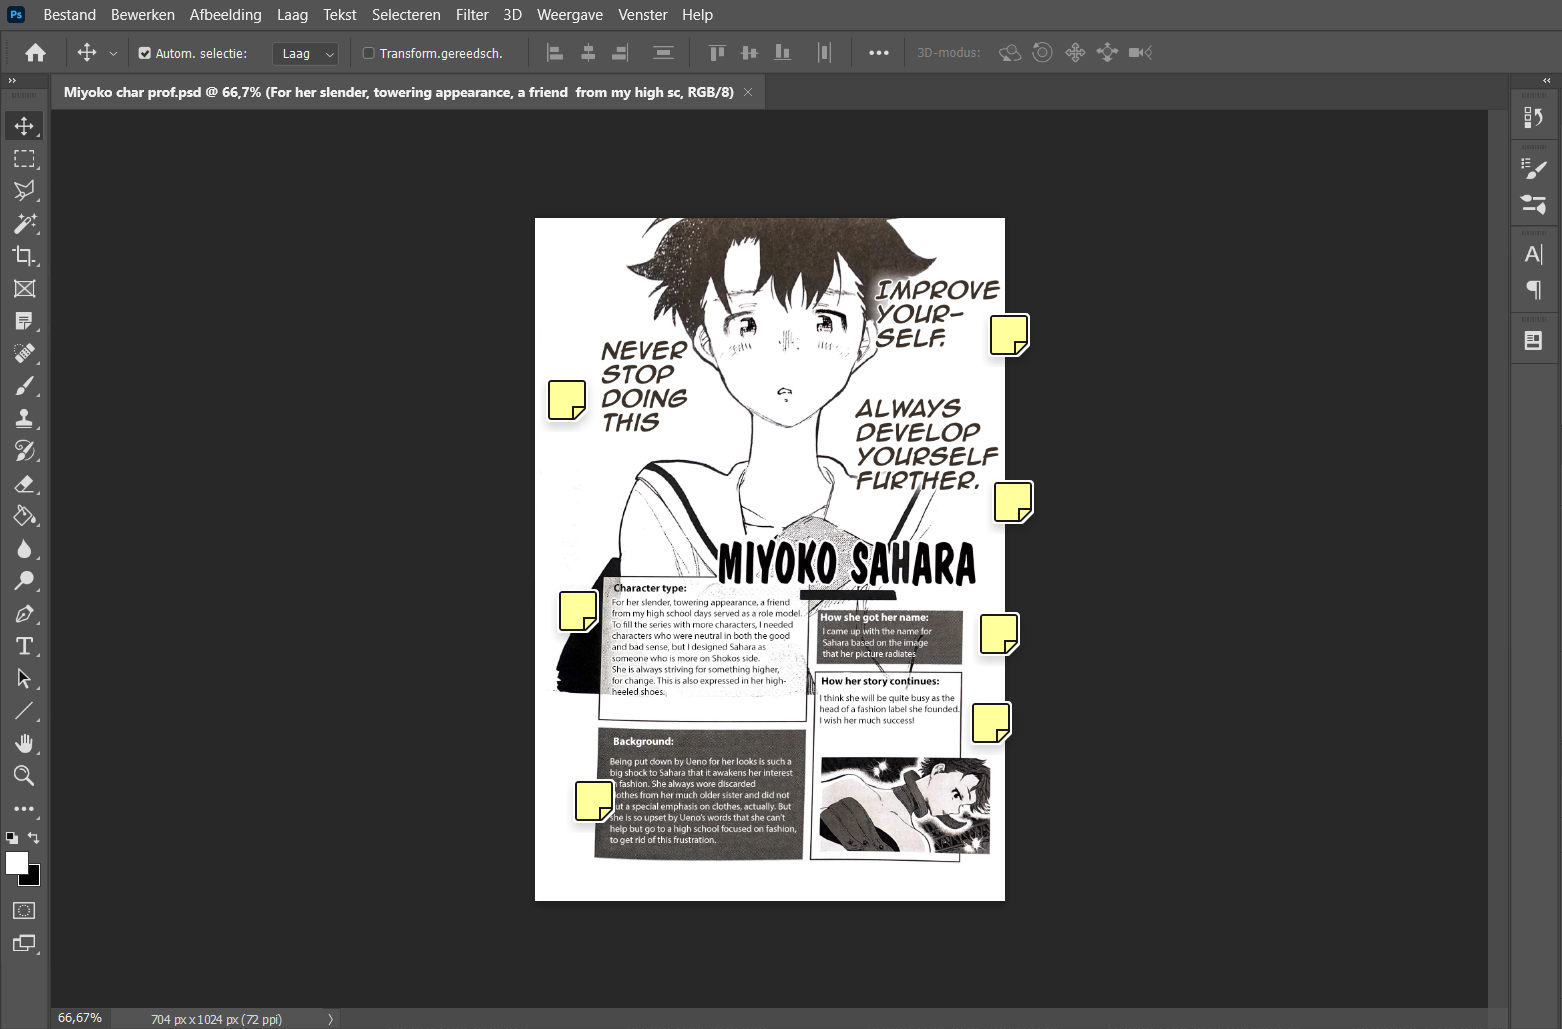 Ps Bestand Bewerken Afbeelding Laag Tekst Selecteren Filter 3D Weergave Venster Help
Autom. selectie: Laag Transform.gereedsch. 3D-modus:
Miyoko char prof.psd @ 66,7% (For her slender, towering appearance, a friend from my high sc, RGB/8)
IMPROVE
YOUR-
SELF.
NEVER
STOP
DOING
THIS
ALWAYS
DEVELOP
YOURSELF
FURTHER.
MIYOKO SAHARA
Character type:
For her slender, towering appearance, a friend
from my high school days served as a role model.
To fill the series with more characters, I needed
characters who were neutral in both the good
and bad sense, but I designed Sahara as
someone who is more on Shokos side.
She is always striving for something higher,
for change. This is also expressed in her high-
heeled shoes.
How she got her name:
I came up with the name for
Sahara based on the image
that her picture radiates
How her story continues:
I think she will be quite busy as the
head of a fashion label she founded.
I wish her much success!
Background:
Being put down by Ueno for her looks is such a
big shock to Sahara that it awakens her interest
fashion. She always wore discarded
clothes from her much older sister and did not
put a special emphasis on clothes, actually. But
she is so upset by Ueno's words that she can't
help but go to a high school focused on fashion,
to get rid of this frustration.
66,67% 704 px x 1024 px (72 ppi)